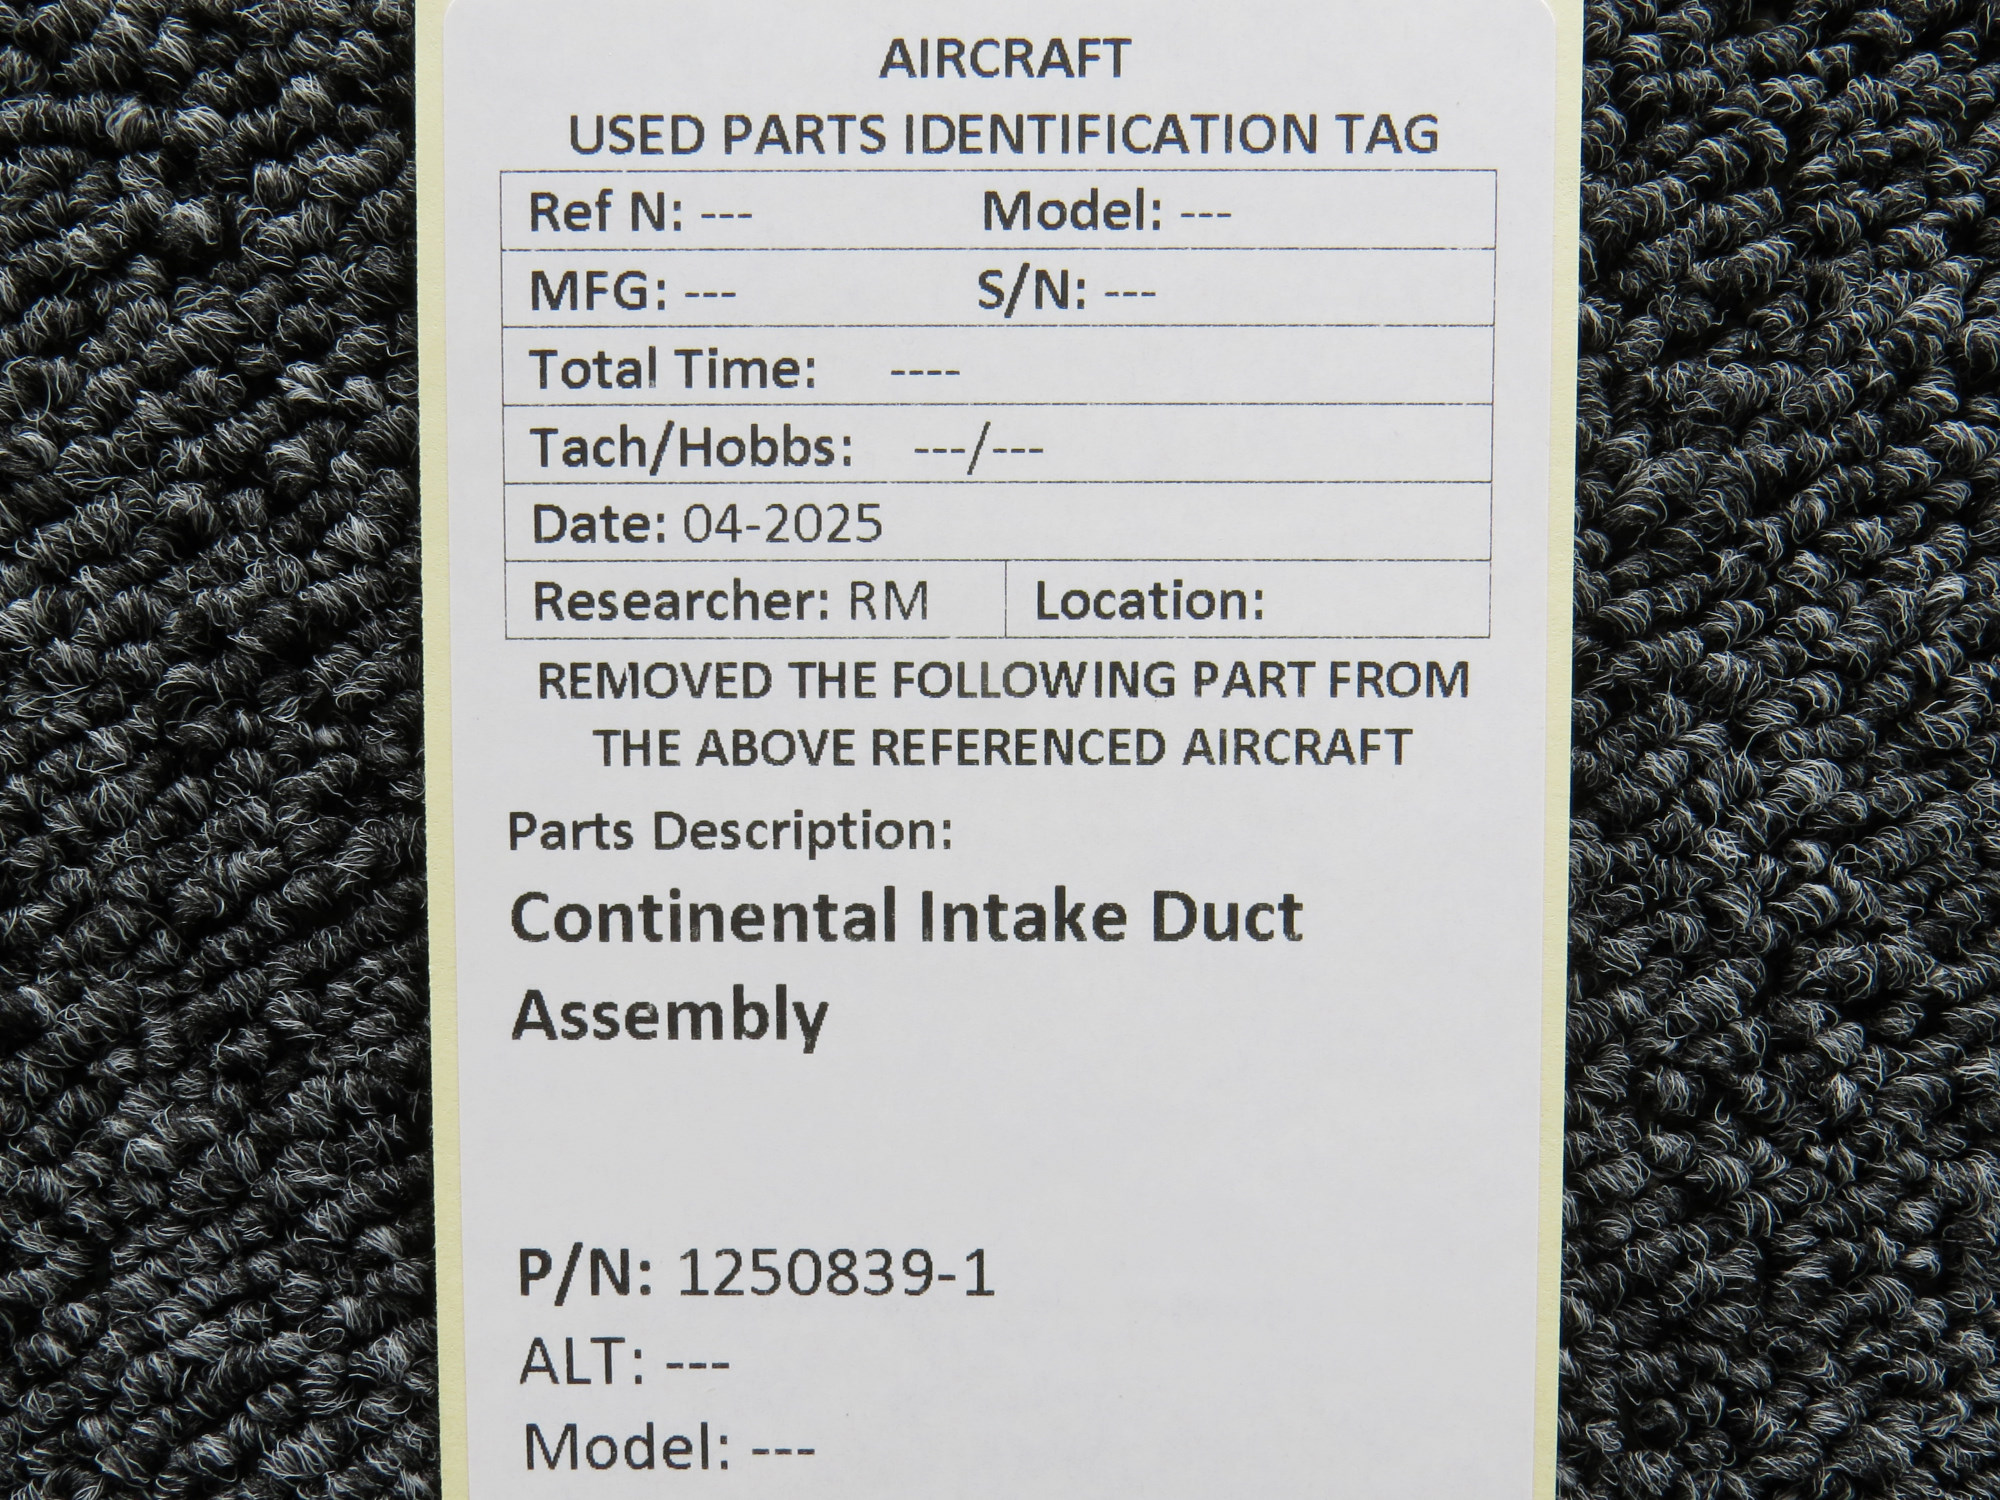 AIRCRAFT
USED PARTS IDENTIFICATION TAG
Ref N: --- Model: ---
MFG: --- S/N: ---
Total Time: ----
Tach/Hobbs: ---/---
Date: 04-2025
Researcher: RM Location:
REMOVED THE FOLLOWING PART FROM
THE ABOVE REFERENCED AIRCRAFT
Parts Description:
Continental Intake Duct
Assembly
P/N: 1250839-1
ALT: ---
Model: ---